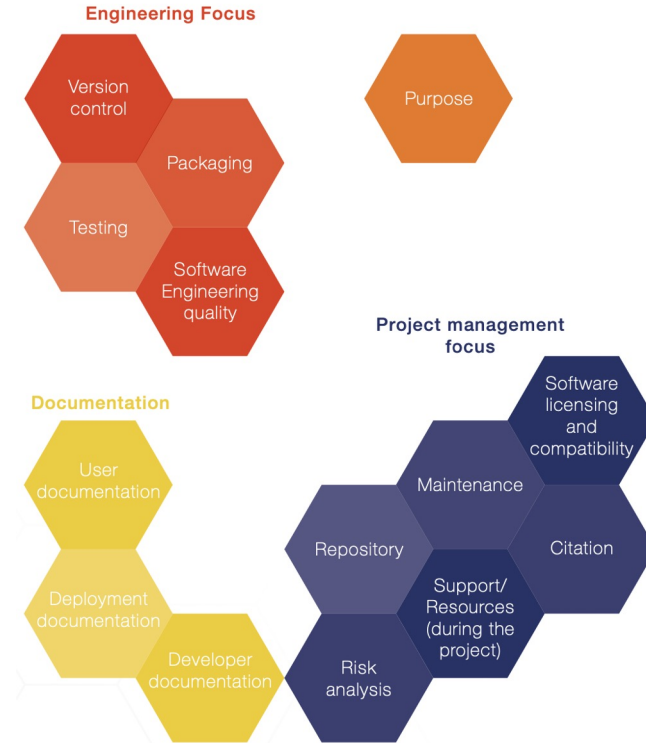 Engineering Focus
Version
control
Packaging
Testing
Software
Engineering
quality
Purpose
Documentation
User
documentation
Deployment
documentation
Developer
documentation
Project management
focus
Software
licensing
and
compatibility
Maintenance
Repository
Citation
Support/
Resources
(during the
project)
Risk
analysis